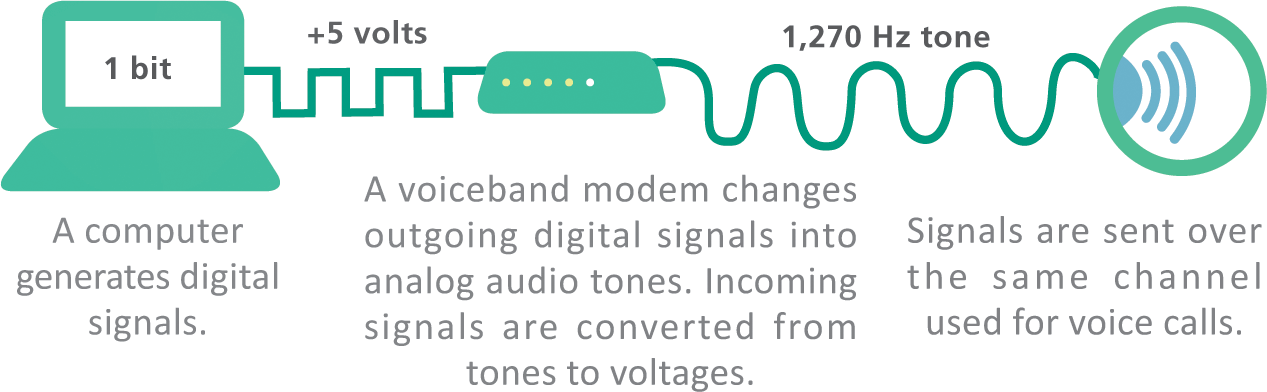 1 bit
+5 volts
1,270 Hz tone
A computer
generates digital
signals.
A voiceband modem changes
outgoing digital signals into
analog audio tones. Incoming
signals are converted from
tones to voltages.
Signals are sent over
the same channel
used for voice calls.